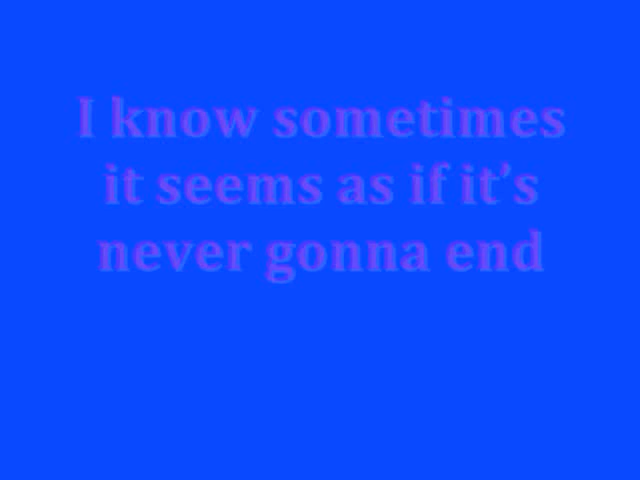 I know sometimes
it seems as if it’s
never gonna end